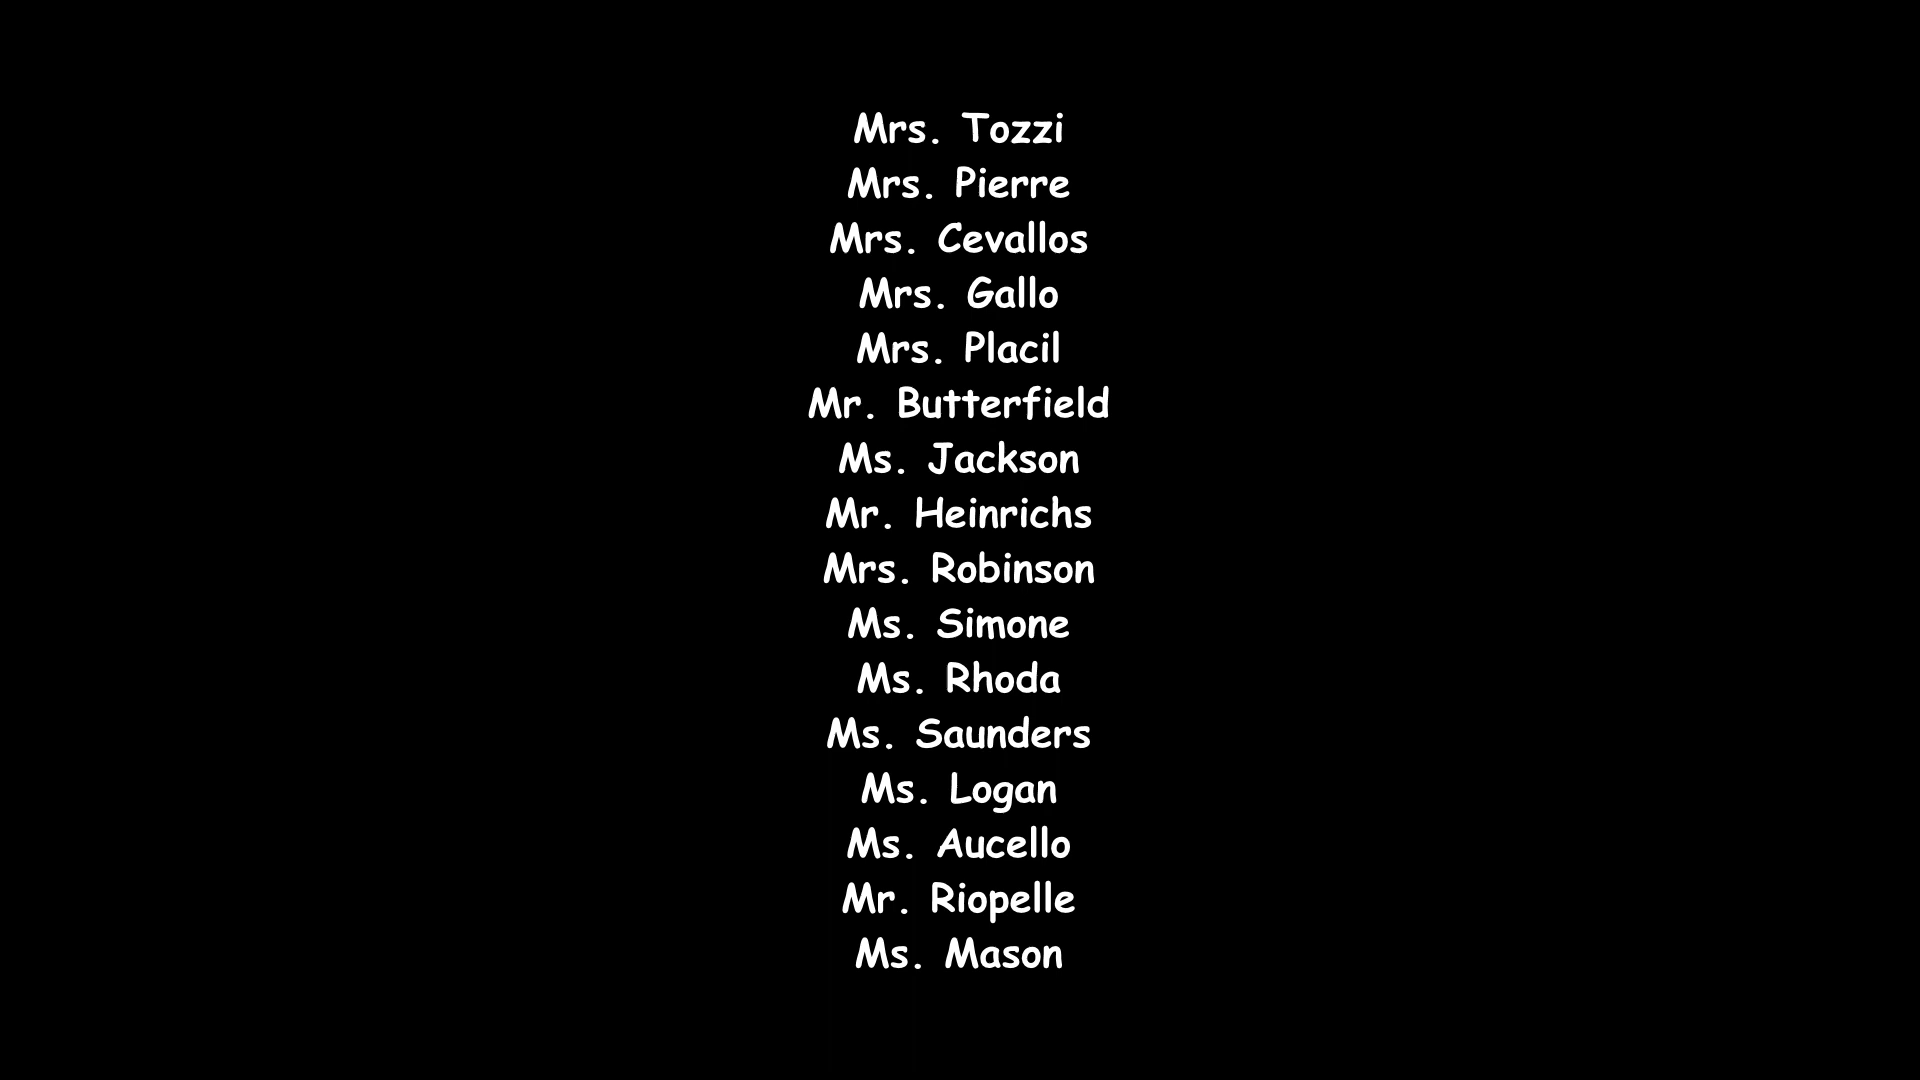 Mrs. Tozzi
Mrs. Pierre
Mrs. Cevallos
Mrs. Gallo
Mrs. Placil
Mr. Butterfield
Ms. Jackson
Mr. Heinrichs
Mrs. Robinson
Ms. Simone
Ms. Rhoda
Ms. Saunders
Ms. Logan
Ms. Aucello
Mr. Riopelle
Ms. Mason